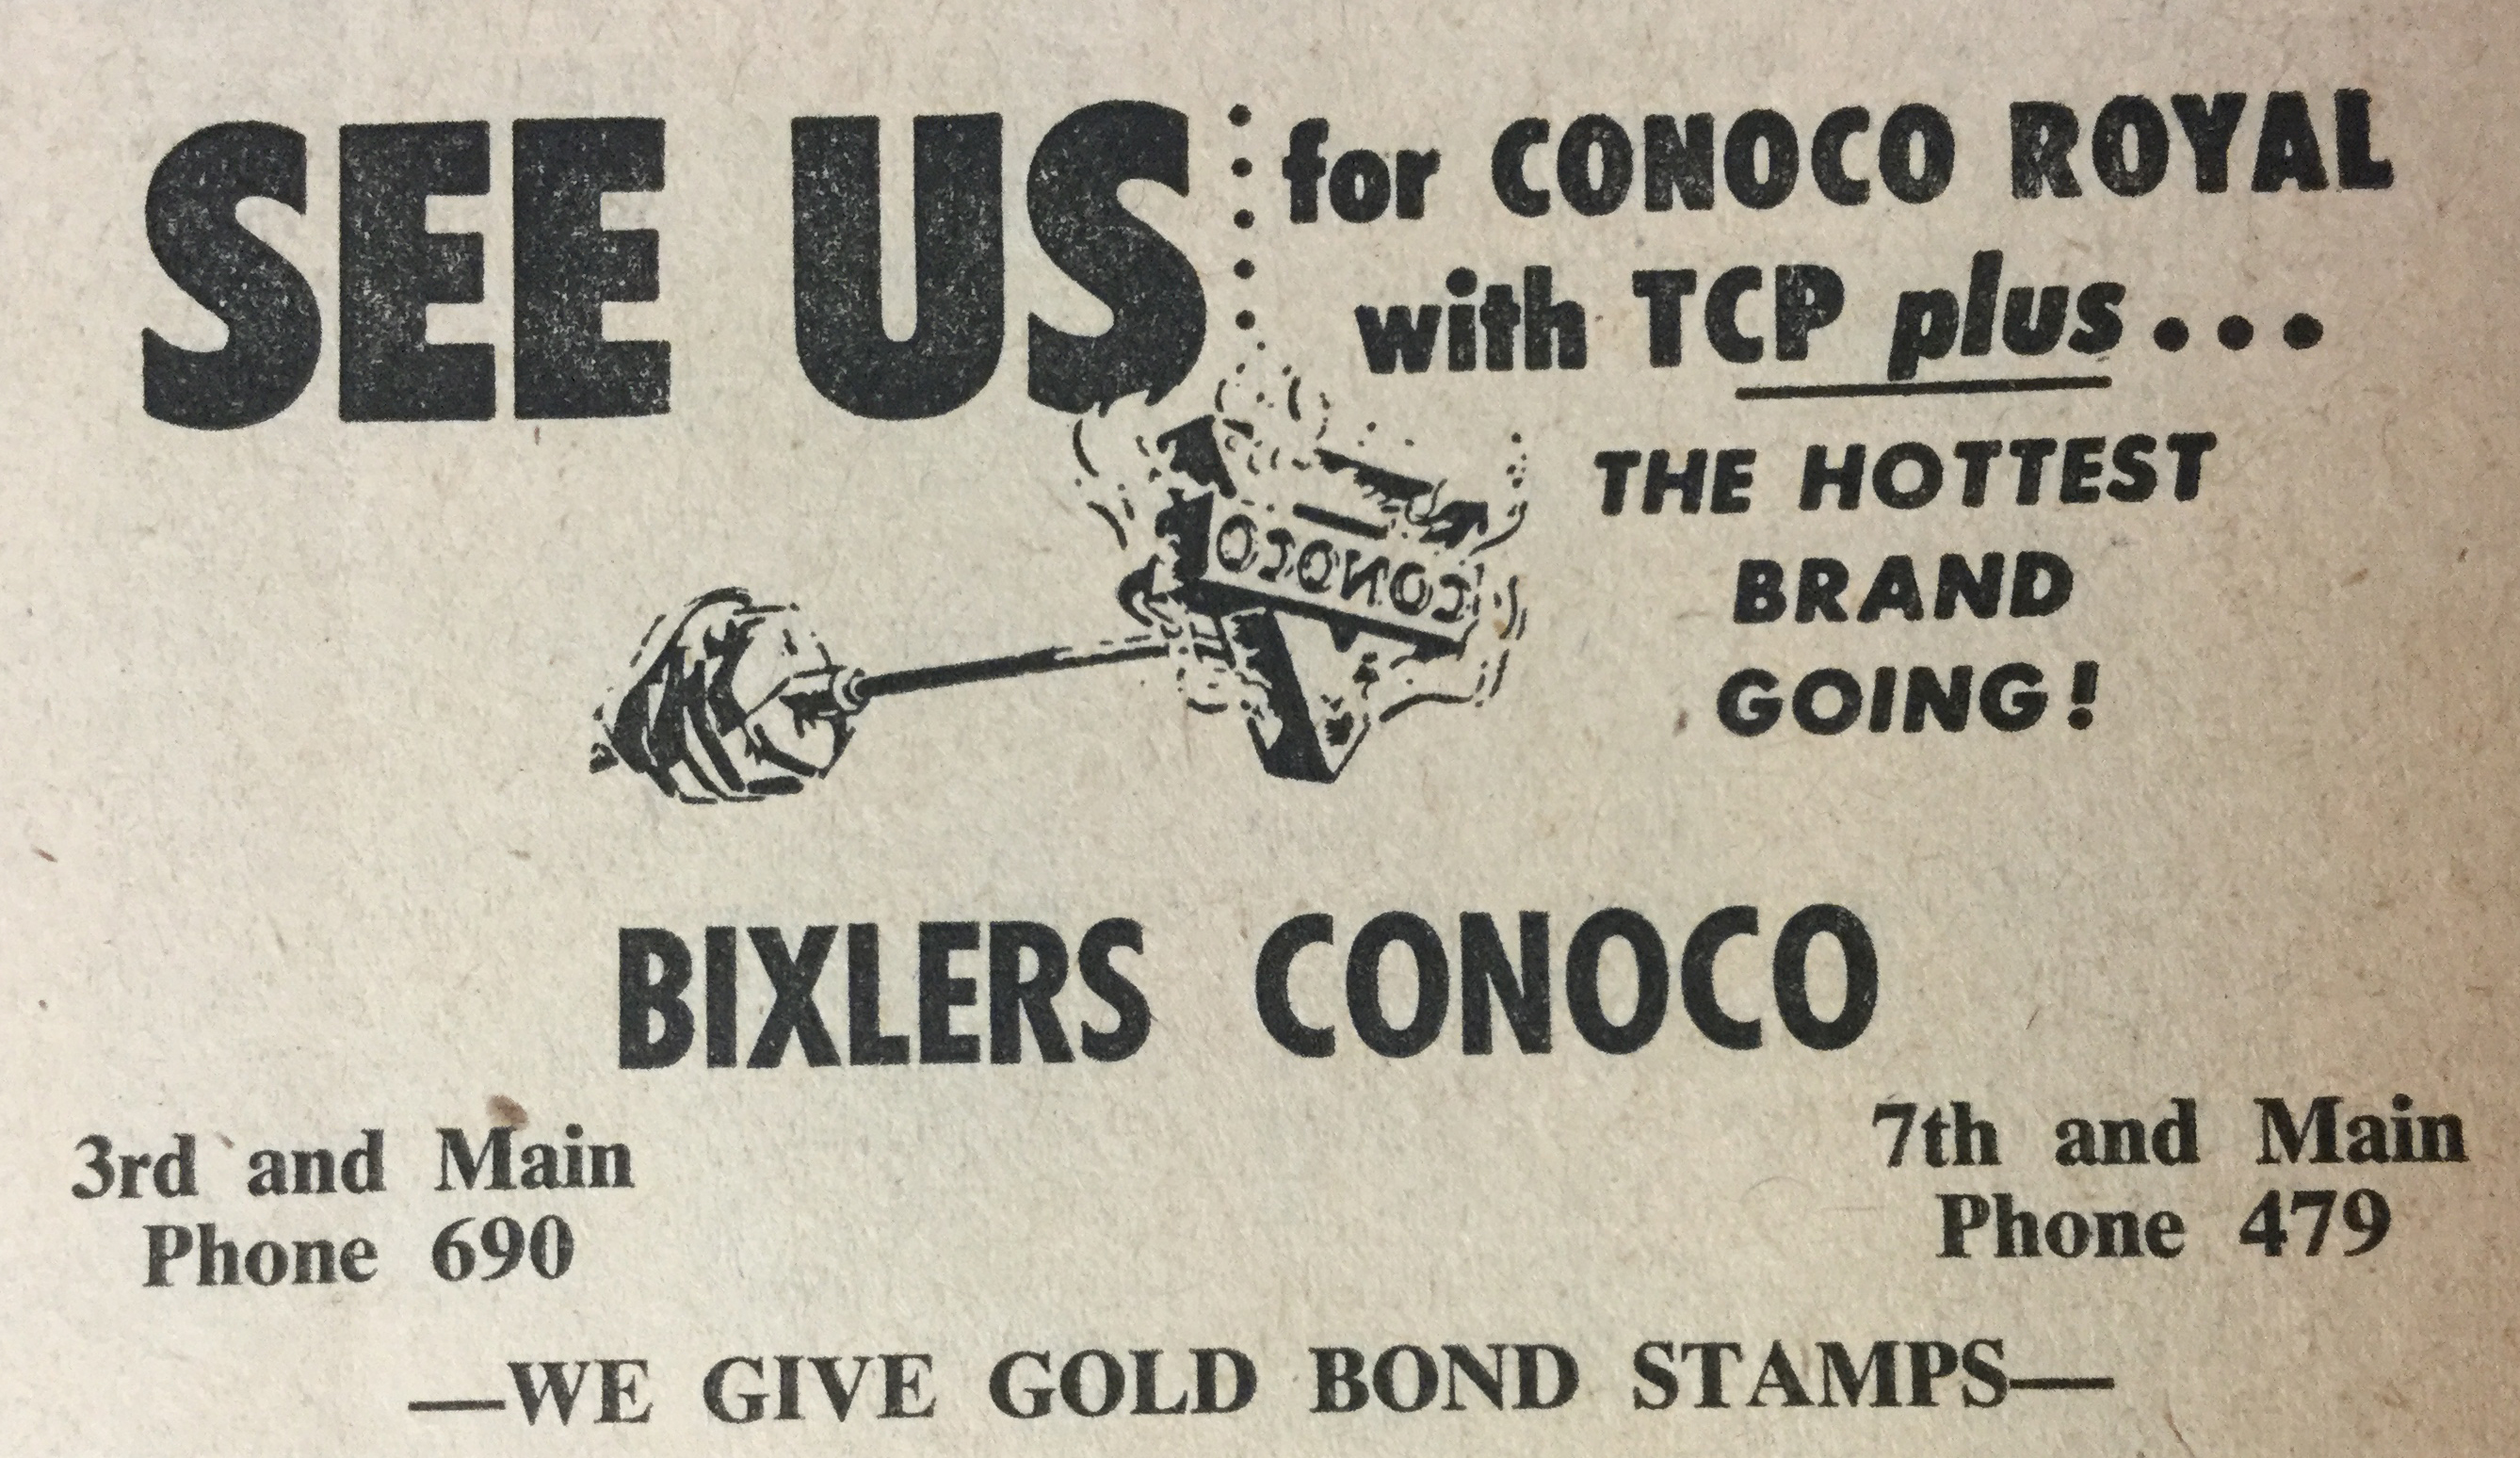 SEE US for CONOCO ROYAL
with TCP plus...
THE HOTTEST
BRAND
GOING!
CONOCO
BIXLERS CONOCO
3rd and Main
Phone 690
7th and Main
Phone 479
—WE GIVE GOLD BOND STAMPS—